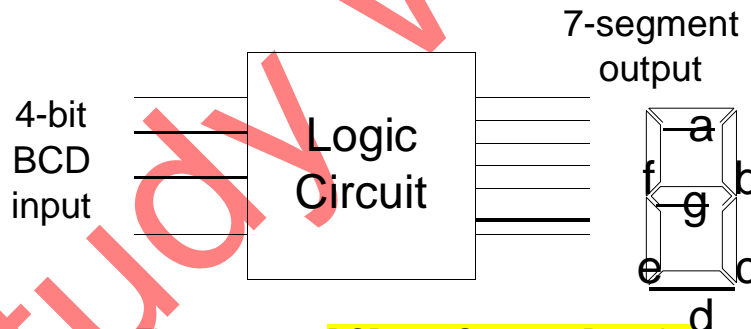 7-segment
output
4-bit
BCD
input
Logic
Circuit
a
f
b
g
e
c
d